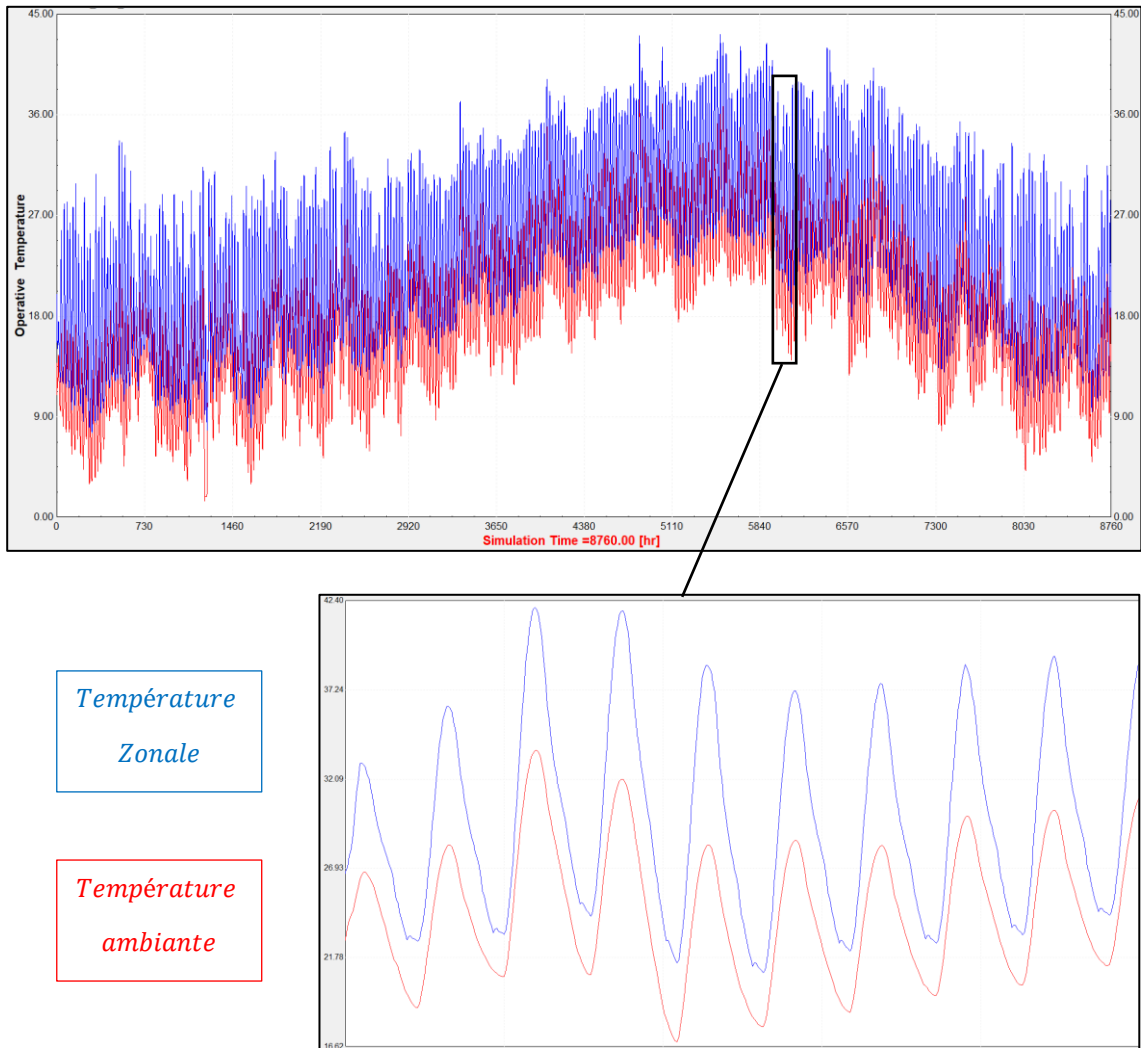 45.00 45.00
36.00 36.00
27.00 27.00
18.00 18.00
9.00 9.00
0.00 0.00
Operative Temperature
0 730 1460 2190 2920 3650 4380 5110 5840 6570 7300 8030 8760
Simulation Time =8760.00 [hr]
42.40
37.24
32.09
26.93
21.78
16.62
Température
Zonale
Température
ambiante